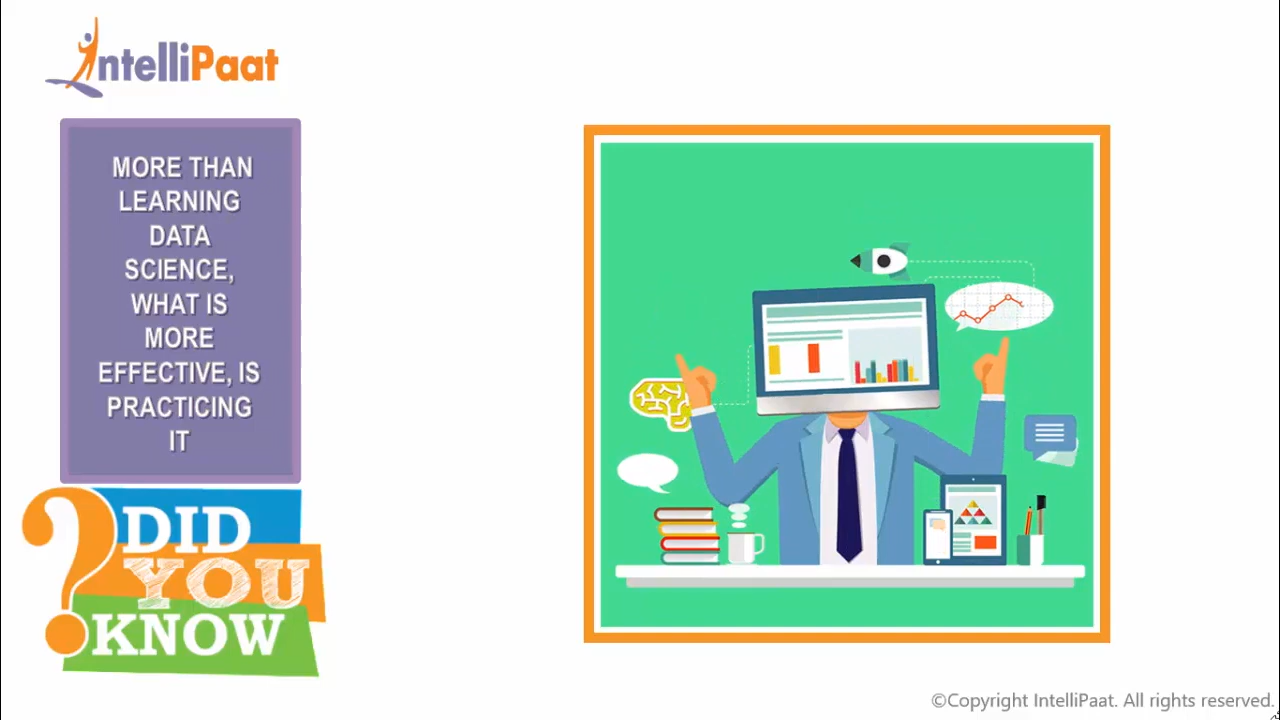 IntelliPaat
MORE THAN
LEARNING
DATA
SCIENCE,
WHAT IS
MORE
EFFECTIVE, IS
PRACTICING
IT
?DID
YOU
KNOW
©Copyright IntelliPaat. All rights reserved.